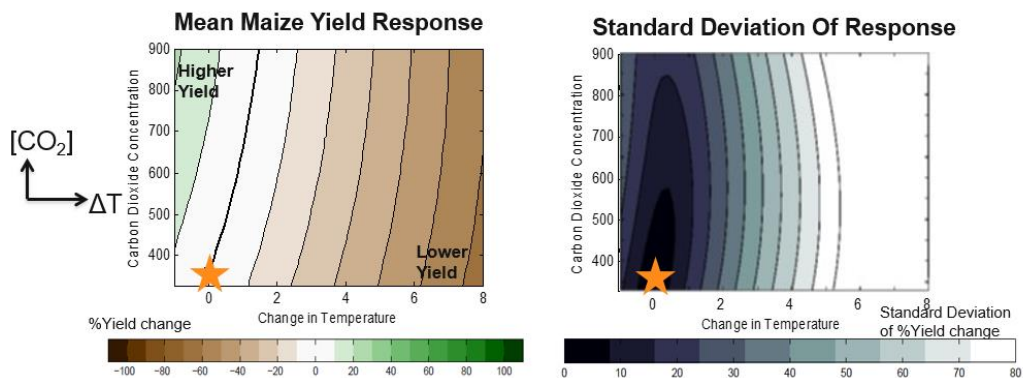 Mean Maize Yield Response
900
800
700
600
500
400
Carbon Dioxide Concentration
Higher
Yield
Lower
Yield
[CO₂]
ΔT
0 2 4 6 8
Change in Temperature
%Yield change
−100 −80 −60 −40 −20 0 20 40 60 80 100
Standard Deviation Of Response
900
800
700
600
500
400
Carbon Dioxide Concentration
0 2 4 6 8
Change in Temperature
Standard Deviation
of %Yield change
0 10 20 30 40 50 60 70 80